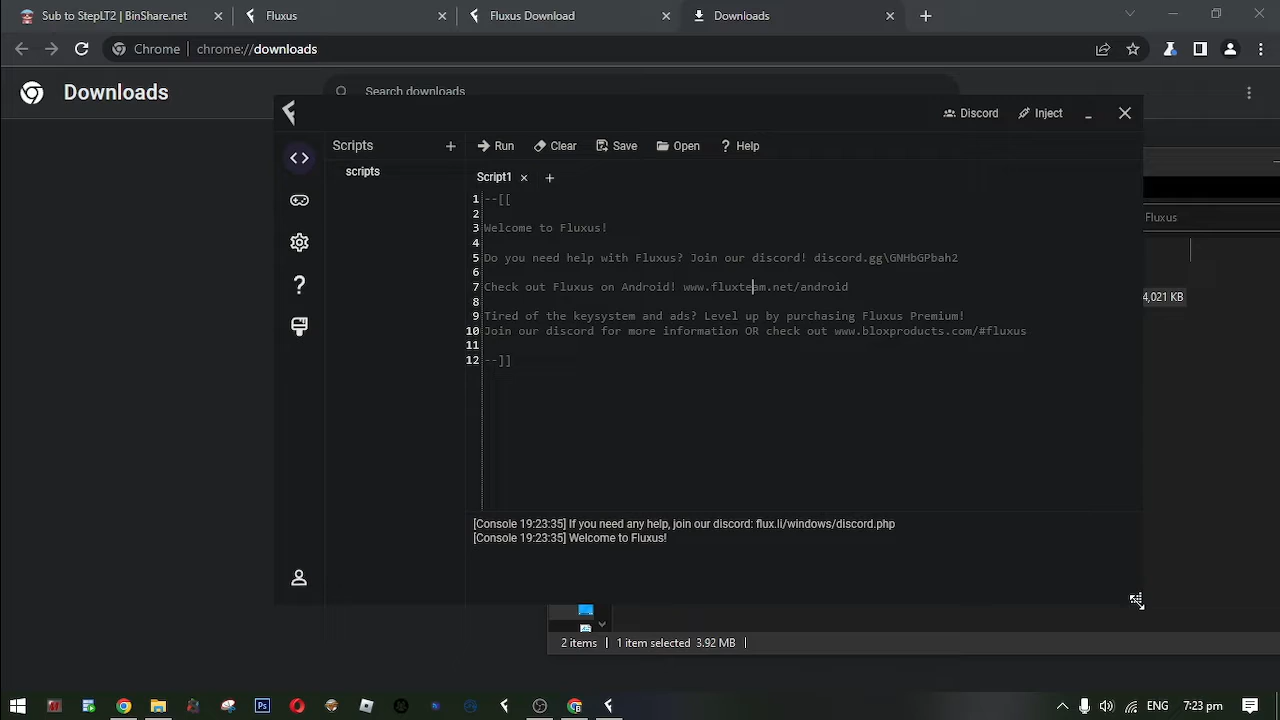 Sub to StepLT2 | BinShare.net
Fluxus
Fluxus Download
Downloads
Chrome
chrome://downloads
Downloads
Search downloads
Discord
Inject
Scripts
Run
Clear
Save
Open
Help
scripts
Script1
Fluxus
1 --[[
2
3 Welcome to Fluxus!
4
5 Do you need help with Fluxus? Join our discord! discord.gg\GNHbGPbah2
6
7 Check out Fluxus on Android! www.fluxteam.net/android
8
9 Tired of the keysystem and ads? Level up by purchasing Fluxus Premium!
10 Join our discord for more information OR check out www.bloxproducts.com/#fluxus
11
12 --]]
4,021 KB
[Console 19:23:35] If you need any help, join our discord: flux.li/windows/discord.php
[Console 19:23:35] Welcome to Fluxus!
2 items
1 item selected 3.92 MB
Ps
ENG
7:23 pm